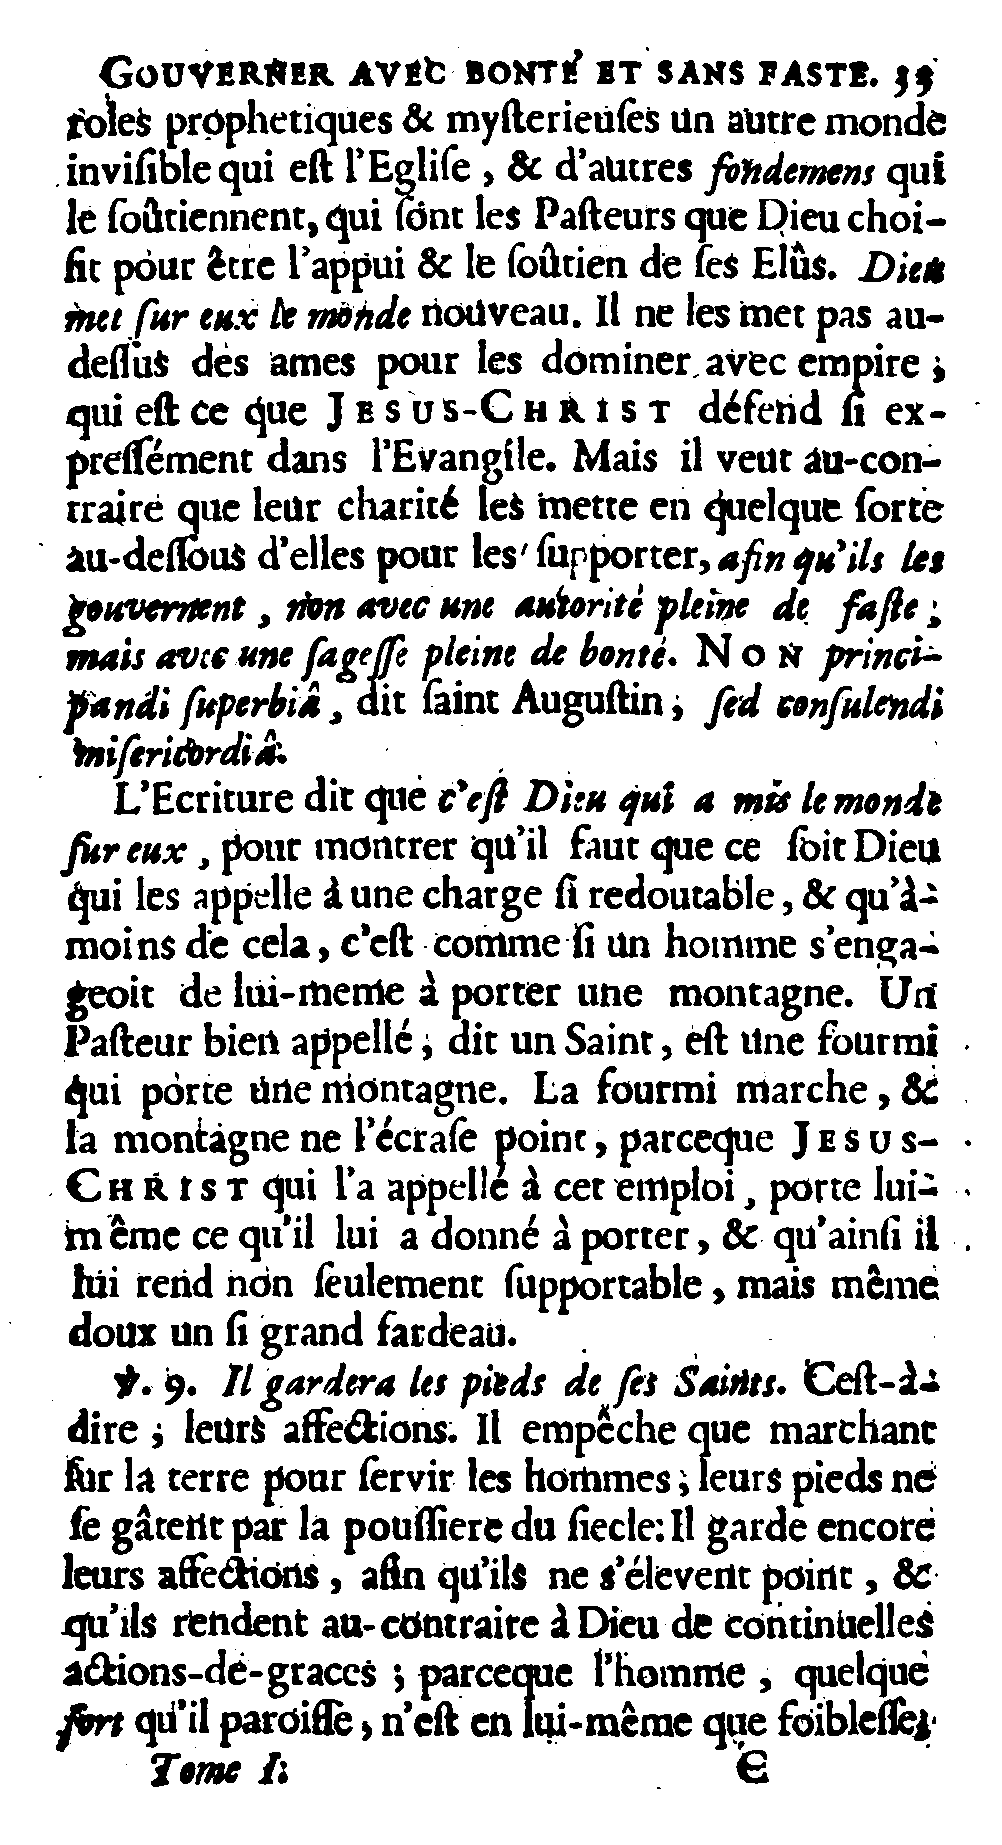 GOUVERNER AVEC BONTÉ ET SANS FASTE. 33
roles prophetiques & myſterieuſes un autre monde
inviſible qui eſt l'Egliſe, & d'autres fondemens qui
le ſoûtiennent, qui ſont les Paſteurs que Dieu choi-
ſit pour être l'appui & le ſoûtien de ſes Elûs. Dieu
met ſur eux le monde nouveau. Il ne les met pas au-
deſſus des ames pour les dominer avec empire ;
qui eſt ce que JESUS-CHRIST défend ſi ex-
preſſément dans l'Evangile. Mais il veut au-con-
traire que leur charité les mette en quelque ſorte
au-deſſous d'elles pour les ſupporter, afin qu'ils les
gouvernent, non avec une autorité pleine de faſte ;
mais avec une ſageſſe pleine de bonté. NON princi-
pandi ſuperbiâ, dit ſaint Auguſtin ; ſed conſulendi
miſericordiâ.
L'Ecriture dit que c'eſt Dieu qui a mis le monde
ſur eux, pour montrer qu'il faut que ce ſoit Dieu
qui les appelle à une charge ſi redoutable, & qu'à-
moins de cela, c'eſt comme ſi un homme s'enga-
geoit de lui-meme à porter une montagne. Un
Paſteur bien appellé ; dit un Saint, eſt une fourmi
qui porte une montagne. La fourmi marche, &
la montagne ne l'écraſe point, parceque JESUS-
CHRIST qui l'a appellé à cet emploi, porte lui-
même ce qu'il lui a donné à porter, & qu'ainſi il
lui rend non ſeulement ſupportable, mais même
doux un ſi grand fardeau.
℣. 9. Il gardera les pieds de ſes Saints. C'eſt-à-
dire ; leurs affections. Il empêche que marchant
ſur la terre pour ſervir les hommes ; leurs pieds ne
ſe gâtent par la pouſſiere du ſiecle: Il garde encore
leurs affections, afin qu'ils ne s'élevent point, &
qu'ils rendent au-contraire à Dieu de continuelles
actions-de-graces ; parceque l'homme, quelque
fort qu'il paroiſſe, n'eſt en lui-même que foibleſſe ;
Tome I. E